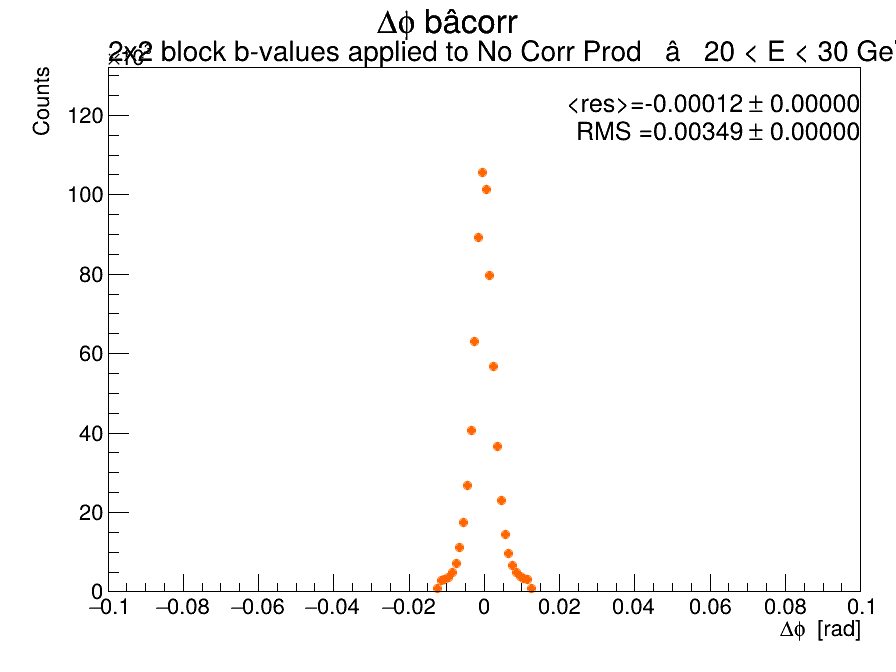 Δϕ bâcorr
2x2 block b-values applied to No Corr Prod â 20 < E < 30 GeV
×10³
Counts
<res>=-0.00012 ± 0.00000
RMS =0.00349 ± 0.00000
120
100
80
60
40
20
0
−0.1 −0.08 −0.06 −0.04 −0.02 0 0.02 0.04 0.06 0.08 0.1
Δϕ [rad]